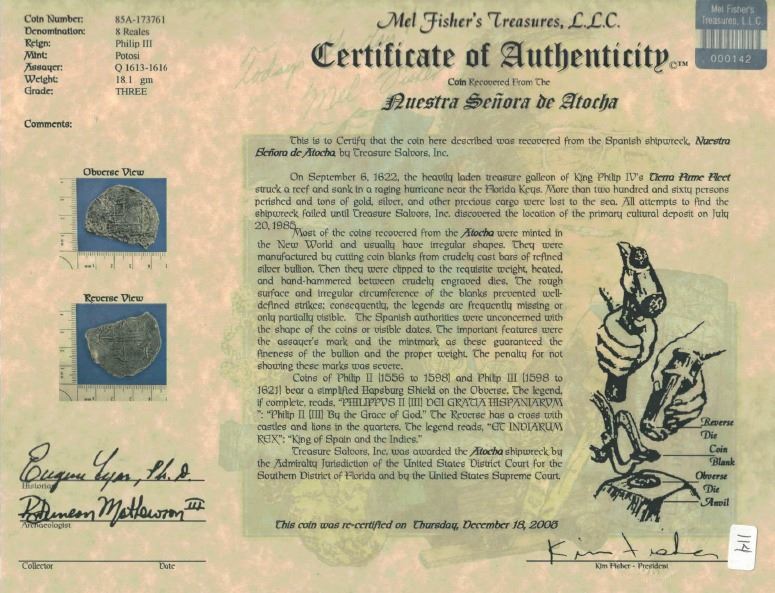 Coin Number: 85A-173761
Denomination: 8 Reales
Reign: Philip III
Mint: Potosi
Assayer: Q 1613-1616
Weight: 18.1 gm
Grade: THREE
Comments:
Mel Fisher's Treasures, L.L.C.
Certificate of Authenticity ©™
Coin Recovered From The
Nuestra Señora de Atocha
Mel Fisher's
Treasures, L.L.C.
000142
This is to Certify that the coin here described was recovered from the Spanish shipwreck, Nuestra
Señora de Atocha, by Treasure Salvors, Inc.
On September 6, 1622, the heavily laden treasure galleon of King Philip IV's Tierra Firme Fleet
struck a reef and sank in a raging hurricane near the Florida Keys. More than two hundred and sixty persons
perished and tons of gold, silver, and other precious cargo were lost to the sea. All attempts to find the
shipwreck failed until Treasure Salvors, Inc. discovered the location of the primary cultural deposit on July
20, 1985.
Most of the coins recovered from the Atocha were minted in
the New World and usually have irregular shapes. They were
manufactured by cutting coin blanks from crudely cast bars of refined
silver bullion. Then they were clipped to the requisite weight, heated,
and hand-hammered between crudely engraved dies. The rough
surface and irregular circumference of the blanks prevented well-
defined strikes; consequently, the legends are frequently missing or
only partially visible. The Spanish authorities were unconcerned with
the shape of the coins or visible dates. The important features were
the assayer's mark and the mintmark as these guaranteed the
fineness of the bullion and the proper weight. The penalty for not
showing these marks was severe.
Coins of Philip II [1556 to 1598] and Philip III [1598 to
1621] bear a simplified Hapsburg Shield on the Obverse. The legend,
if complete, reads, "PHILIPPVS II [III] DEI GRATIA HISPANIARVM
": "Philip II [III] By the Grace of God." The Reverse has a cross with
castles and lions in the quarters. The legend reads, "ET INDIARUM
REX": "King of Spain and the Indies."
Treasure Salvors, Inc. was awarded the Atocha shipwreck by
the Admiralty Jurisdiction of the United States District Court for the
Southern District of Florida and by the United States Supreme Court.
This coin was re-certified on Thursday, December 18, 2008
Obverse View
Reverse View
Reverse
Die
Coin
Blank
Obverse
Die
Anvil
Eugene Lyon, Ph.D.
Historian
R. Duncan Mathewson III
Archaeologist
Collector Date
Kim Fisher
Kim Fisher - President
114
today
Mel Fisher